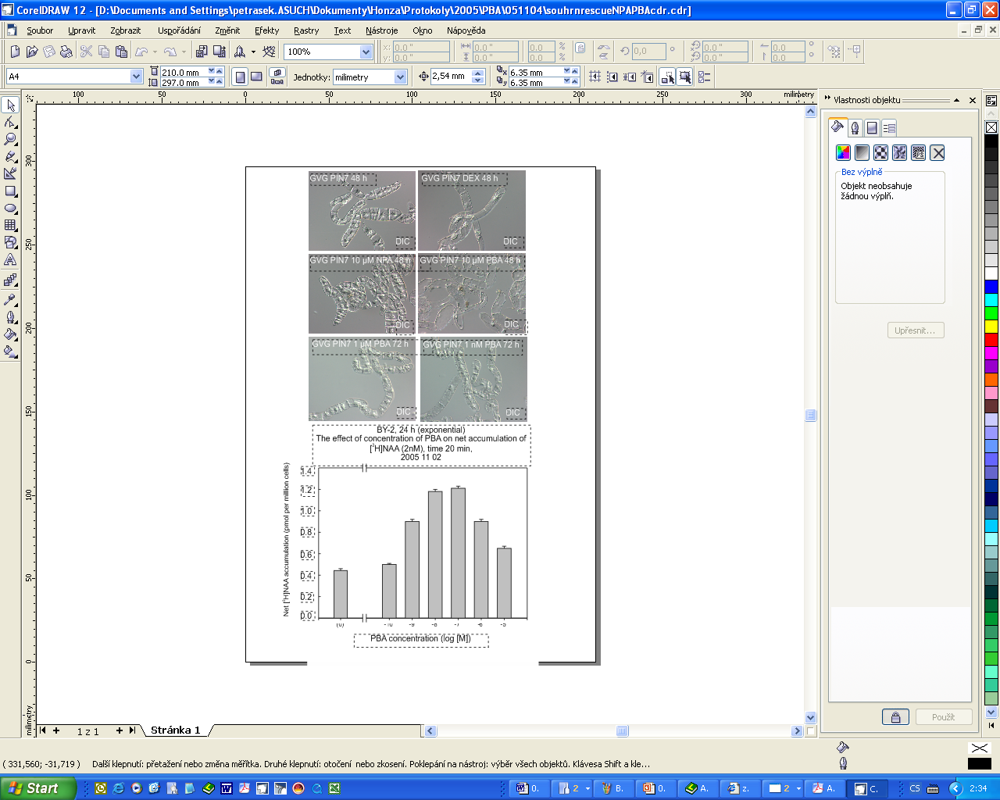 CorelDRAW 12 - [D:\Documents and Settings\petrasek.ASUCH\Dokumenty\Honza\Protokoly\2005\PBA\051104\souhrnrescueNPAPBAcdr.cdr]
Soubor Upravit Zobrazit Uspořádání Změnit Efekty Rastry Text Nástroje Okno Nápověda
100%
x: 0.0 "
y: 0.0 "
0.0 "
0.0 "
0.0 %
0.0 %
0,0 °
0.0 "
0.0 "
0.0
0.0
A4
210.0 mm
297.0 mm
Jednotky: milimetry
2,54 mm
6.35 mm
6.35 mm
100 50 0 50 100 150 200 250 300 milimetry
300
250
200
150
100
50
0
milimetry
GVG PIN7 48 h
DIC
GVG PIN7 DEX 48 h
DIC
GVG PIN7 10 µM NPA 48 h
DIC
GVG PIN7 10 µM PBA 48 h
DIC
GVG PIN7 1 µM PBA 72 h
DIC
GVG PIN7 1 nM PBA 72 h
DIC
BY-2, 24 h (exponential)
The effect of concentration of PBA on net accumulation of
[³H]NAA (2nM), time 20 min,
2005 11 02
Net [³H]NAA accumulation (pmol per million cells)
1.4
1.2
1.0
0.8
0.6
0.4
0.2
0.0
(0) -10 -9 -8 -7 -6 -5
PBA concentration (log [M])
Vlastnosti objektu
Bez výplně
Objekt neobsahuje
žádnou výplň.
Upřesnit...
Použít
1 z 1
Stránka 1
( 331,560; -31,719 ) Další klepnutí: přetažení nebo změna měřítka. Druhé klepnutí: otočení nebo zkosení. Poklepání na nástroj: výběr všech objektů. Klávesa Shift a kle...
Start
0.
2
B.
0.
A.
z.
2
A.
C.
CS
2:34